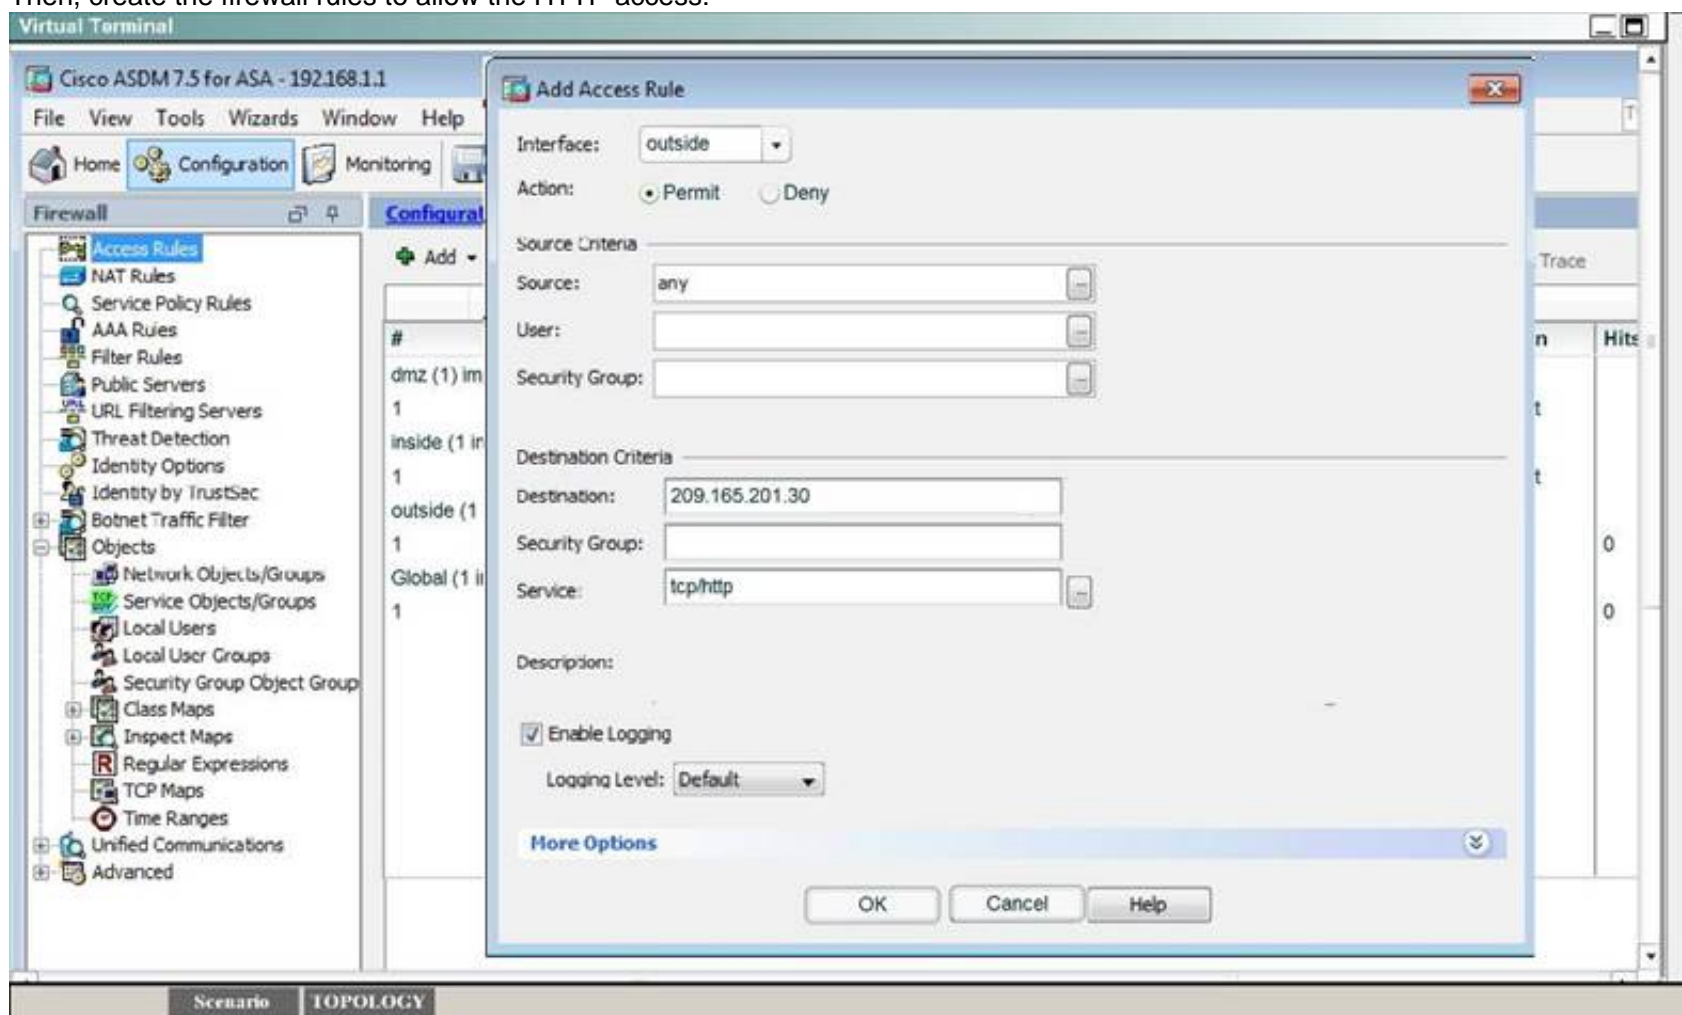 Then, create the firewall rules to allow the HTTP access.
Virtual Terminal
Cisco ASDM 7.5 for ASA - 192.168.1.1
File View Tools Wizards Window Help
Home Configuration Monitoring
Firewall
Configurat
Access Rules
NAT Rules
Service Policy Rules
AAA Rules
Filter Rules
Public Servers
URL Filtering Servers
Threat Detection
Identity Options
Identity by TrustSec
Botnet Traffic Filter
Objects
Network Objects/Groups
Service Objects/Groups
Local Users
Local User Groups
Security Group Object Group
Class Maps
Inspect Maps
Regular Expressions
TCP Maps
Time Ranges
Unified Communications
Advanced
Add
#
dmz (1) im
1
inside (1 in
1
outside (1
1
Global (1 i
1
Add Access Rule
Interface: outside
Action: Permit Deny
Source Criteria
Source: any
User:
Security Group:
Destination Criteria
Destination: 209.165.201.30
Security Group:
Service: tcp/http
Description:
Enable Logging
Logging Level: Default
More Options
OK Cancel Help
T
Trace
n Hits
t
t
0
0
Scenario TOPOLOGY